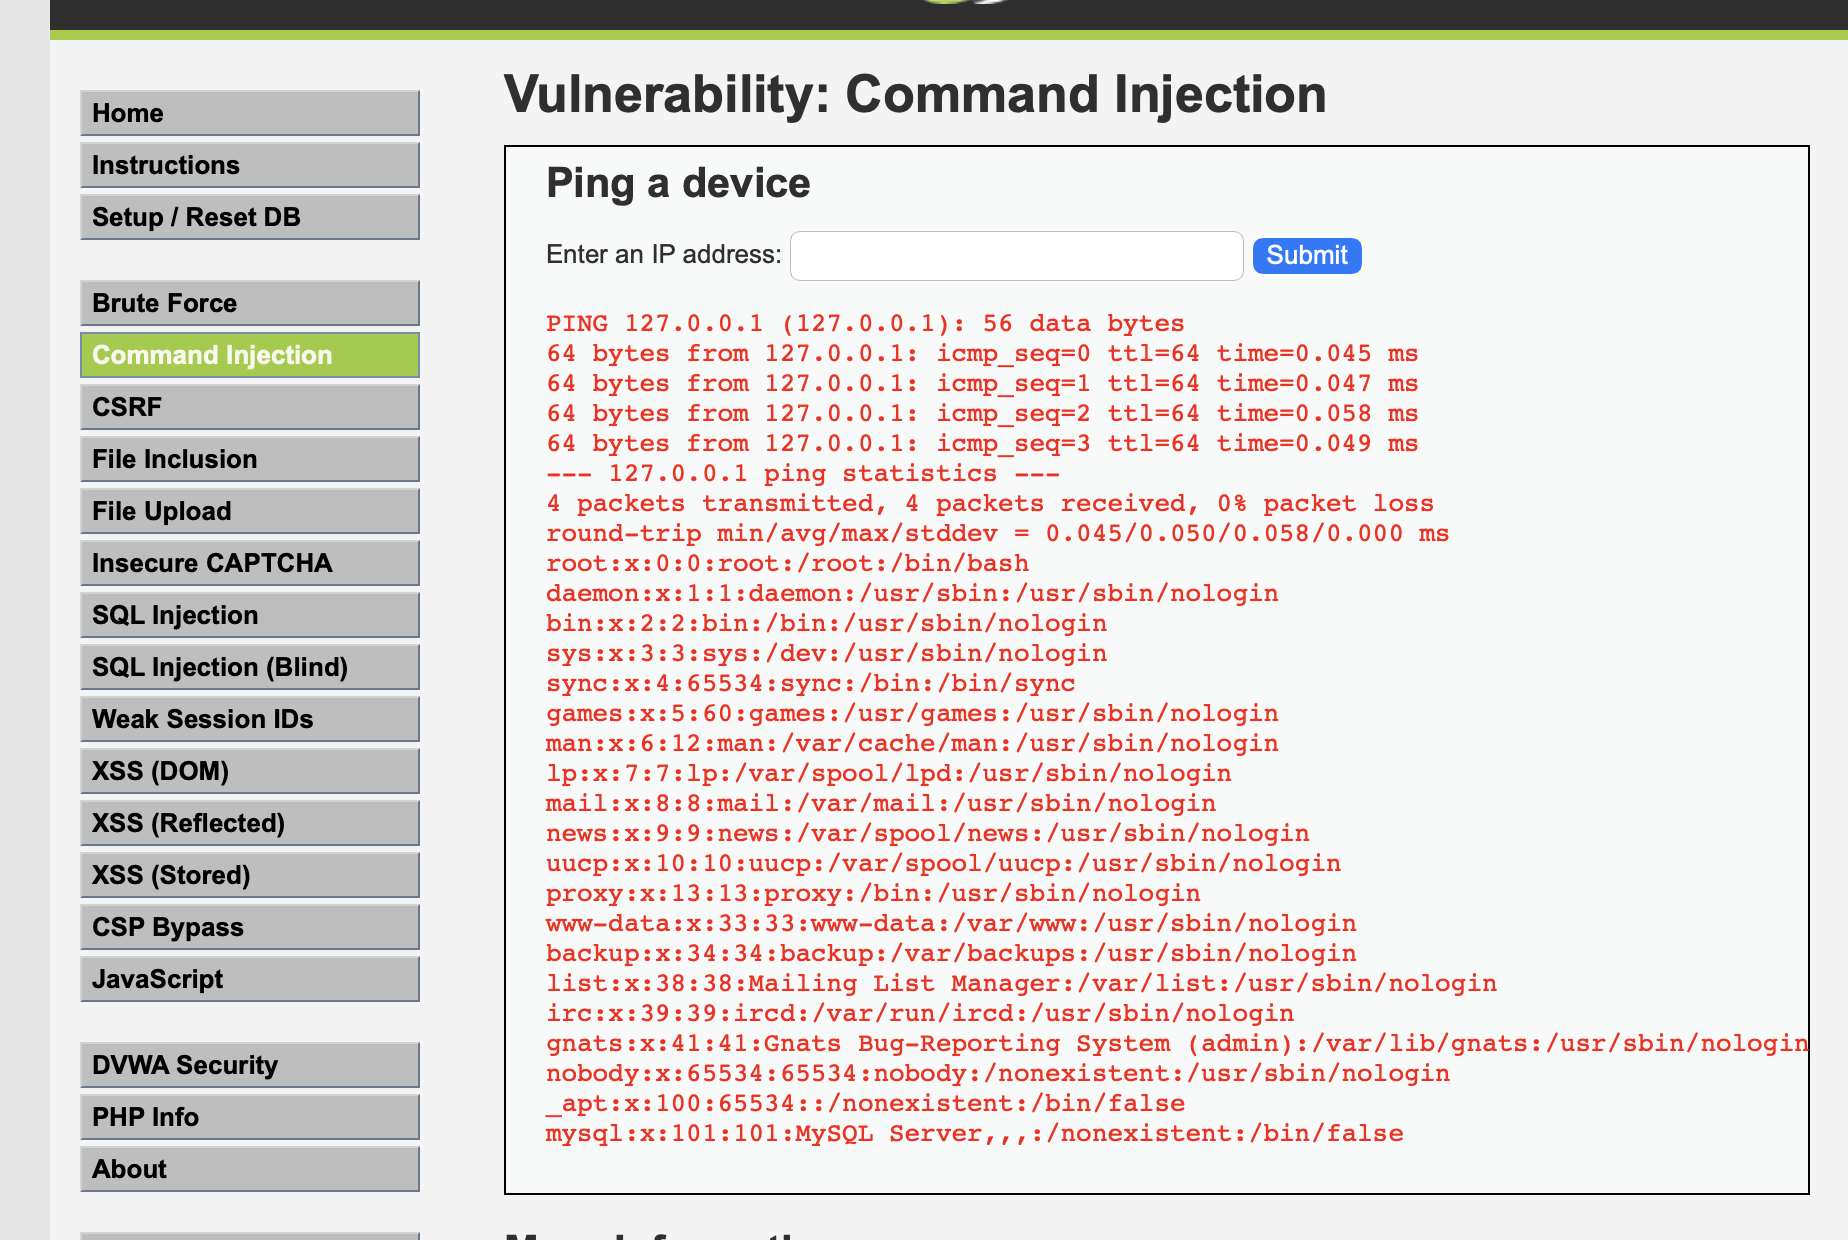 Home
Instructions
Setup / Reset DB
Brute Force
Command Injection
CSRF
File Inclusion
File Upload
Insecure CAPTCHA
SQL Injection
SQL Injection (Blind)
Weak Session IDs
XSS (DOM)
XSS (Reflected)
XSS (Stored)
CSP Bypass
JavaScript
DVWA Security
PHP Info
About
Vulnerability: Command Injection
Ping a device
Enter an IP address: Submit
PING 127.0.0.1 (127.0.0.1): 56 data bytes
64 bytes from 127.0.0.1: icmp_seq=0 ttl=64 time=0.045 ms
64 bytes from 127.0.0.1: icmp_seq=1 ttl=64 time=0.047 ms
64 bytes from 127.0.0.1: icmp_seq=2 ttl=64 time=0.058 ms
64 bytes from 127.0.0.1: icmp_seq=3 ttl=64 time=0.049 ms
--- 127.0.0.1 ping statistics ---
4 packets transmitted, 4 packets received, 0% packet loss
round-trip min/avg/max/stddev = 0.045/0.050/0.058/0.000 ms
root:x:0:0:root:/root:/bin/bash
daemon:x:1:1:daemon:/usr/sbin:/usr/sbin/nologin
bin:x:2:2:bin:/bin:/usr/sbin/nologin
sys:x:3:3:sys:/dev:/usr/sbin/nologin
sync:x:4:65534:sync:/bin:/bin/sync
games:x:5:60:games:/usr/games:/usr/sbin/nologin
man:x:6:12:man:/var/cache/man:/usr/sbin/nologin
lp:x:7:7:lp:/var/spool/lpd:/usr/sbin/nologin
mail:x:8:8:mail:/var/mail:/usr/sbin/nologin
news:x:9:9:news:/var/spool/news:/usr/sbin/nologin
uucp:x:10:10:uucp:/var/spool/uucp:/usr/sbin/nologin
proxy:x:13:13:proxy:/bin:/usr/sbin/nologin
www-data:x:33:33:www-data:/var/www:/usr/sbin/nologin
backup:x:34:34:backup:/var/backups:/usr/sbin/nologin
list:x:38:38:Mailing List Manager:/var/list:/usr/sbin/nologin
irc:x:39:39:ircd:/var/run/ircd:/usr/sbin/nologin
gnats:x:41:41:Gnats Bug-Reporting System (admin):/var/lib/gnats:/usr/sbin/nologin
nobody:x:65534:65534:nobody:/nonexistent:/usr/sbin/nologin
_apt:x:100:65534::/nonexistent:/bin/false
mysql:x:101:101:MySQL Server,,,:/nonexistent:/bin/false